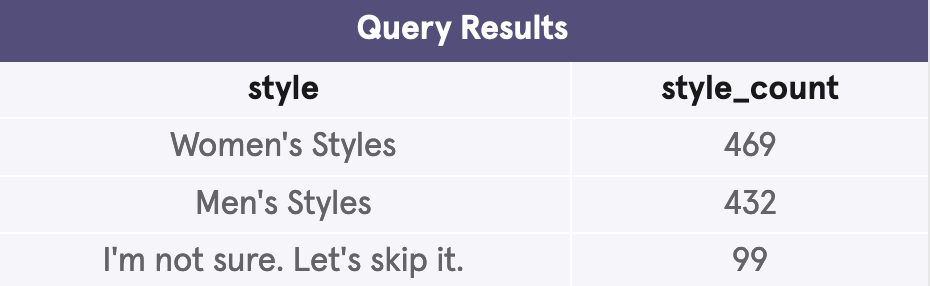 Query Results
style style_count
Women's Styles 469
Men's Styles 432
I'm not sure. Let's skip it. 99